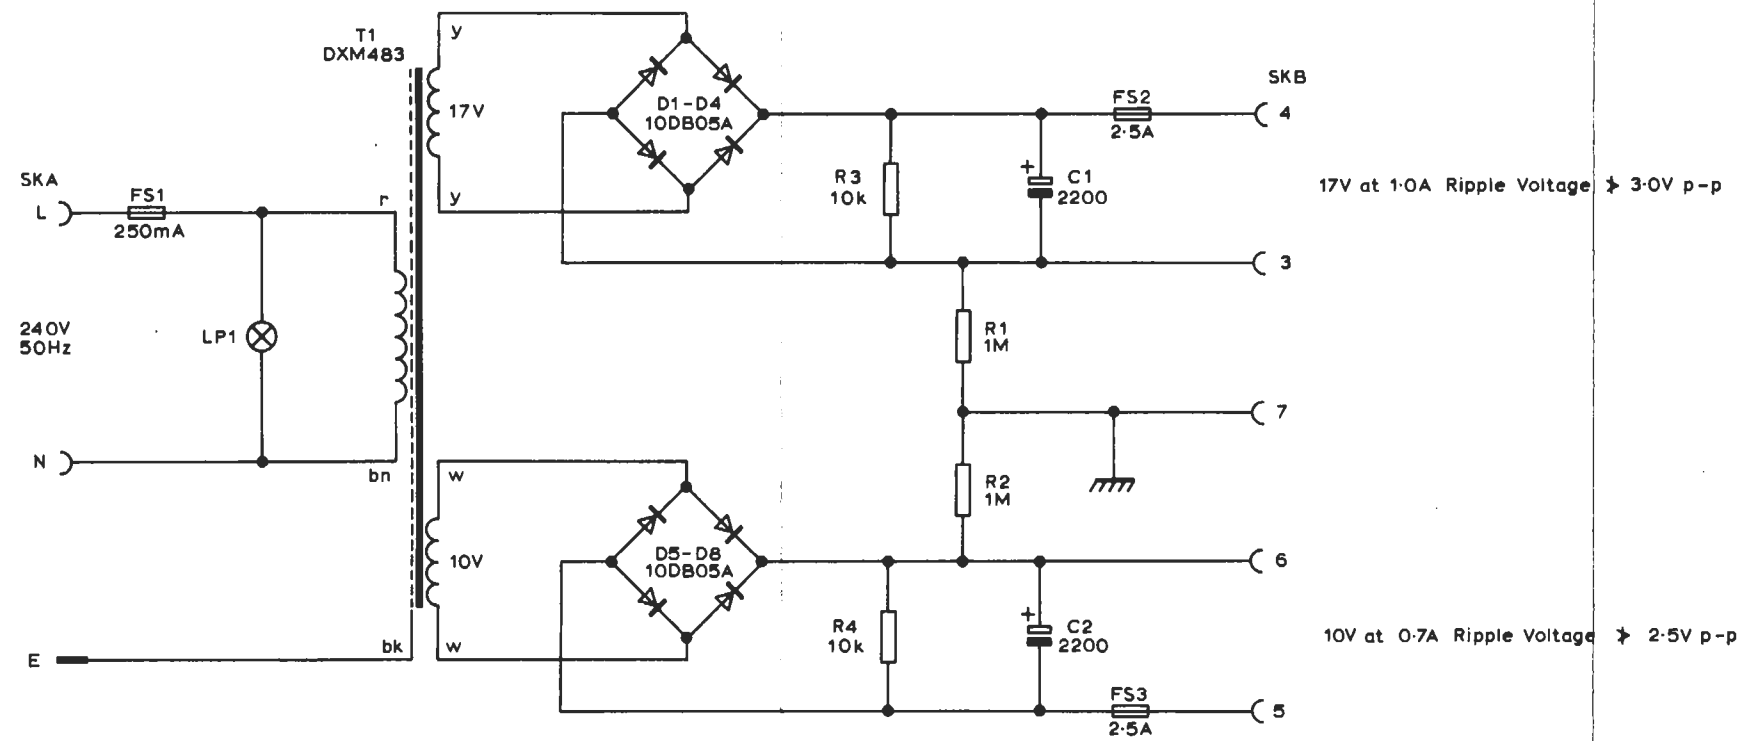 T1
DXM483
y
17V
y
D1-D4
10DB05A
SKB
FS2
2·5A
4
R3
10k
+
C1
2200
17V at 1·0A Ripple Voltage ≯ 3·0V p-p
3
SKA
L
FS1
250mA
r
240V
50Hz
LP1
N
bn
R1
1M
7
R2
1M
w
10V
w
D5-D8
10DB05A
6
R4
10k
+
C2
2200
10V at 0·7A Ripple Voltage ≯ 2·5V p-p
E
bk
FS3
2·5A
5